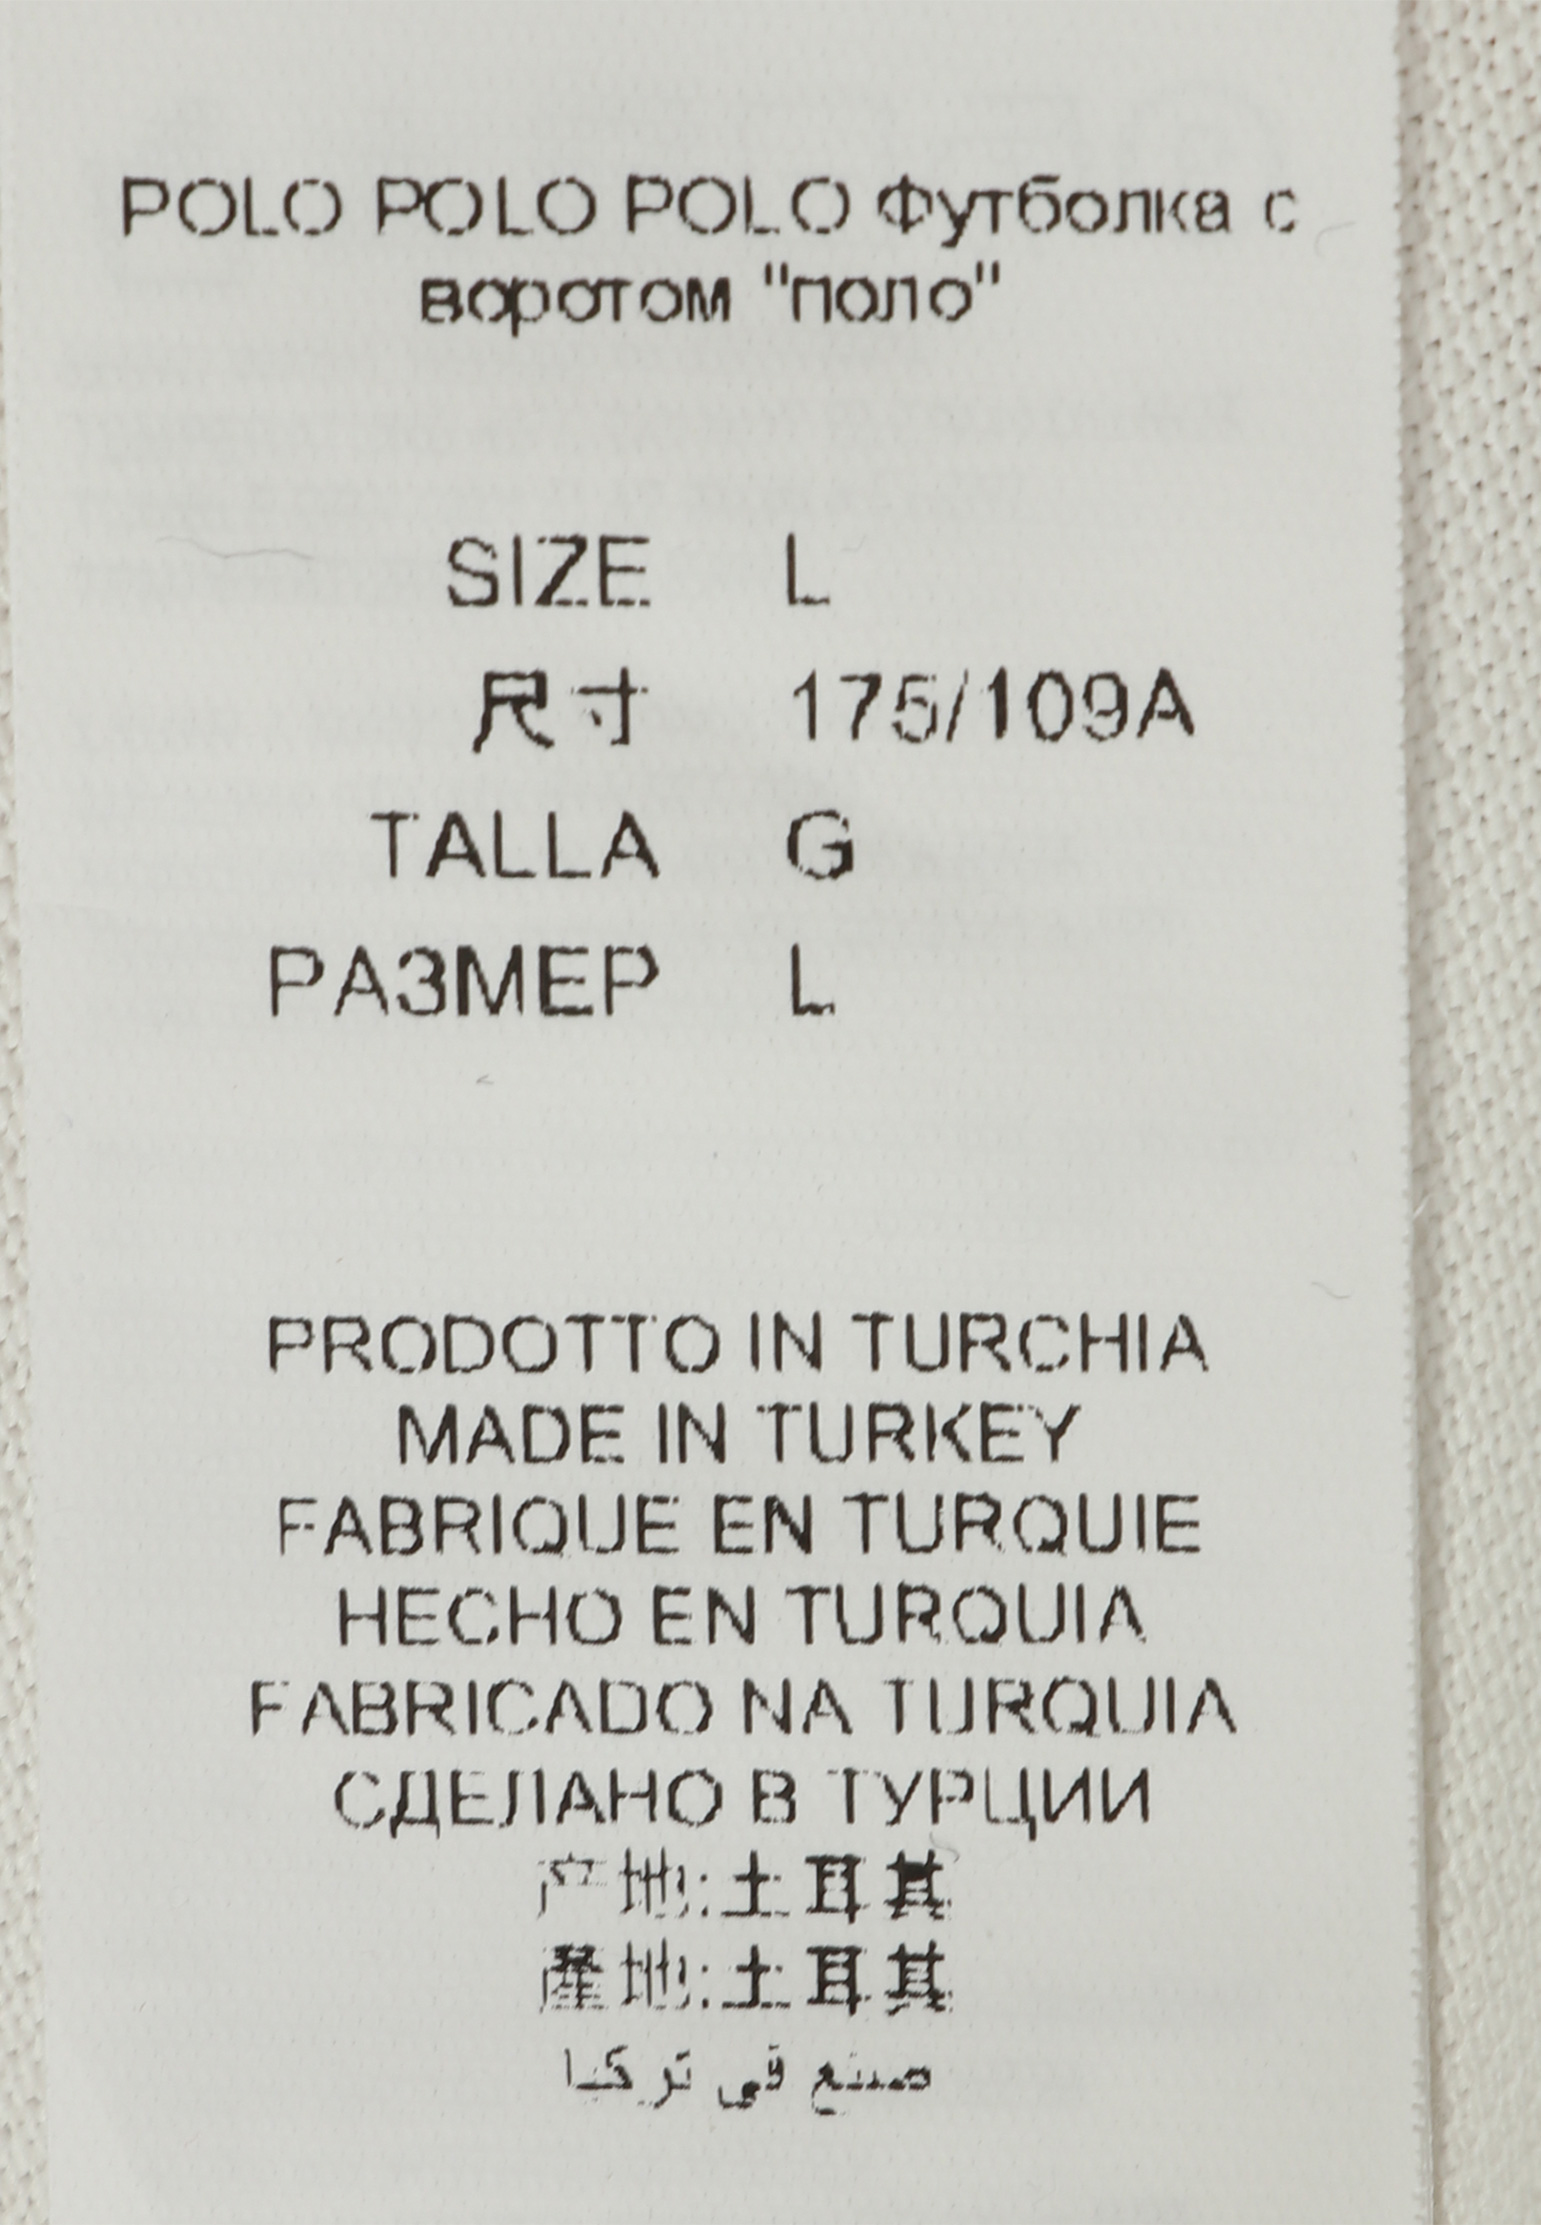 POLO POLO POLO Футболка с
воротом "поло"
SIZE L
尺寸 175/109A
TALLA G
РАЗМЕР L
PRODOTTO IN TURCHIA
MADE IN TURKEY
FABRIQUE EN TURQUIE
HECHO EN TURQUIA
FABRICADO NA TURQUIA
СДЕЛАНО В ТУРЦИИ
产地:土耳其
產地:土耳其
صنع في تركيا